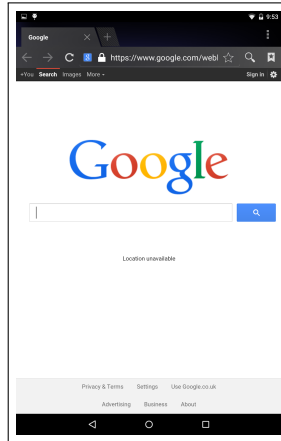 9:53
Google
https://www.google.com/webl
+You Search Images More
Sign in
Google
Location unavailable
Privacy & Terms Settings Use Google.co.uk
Advertising Business About